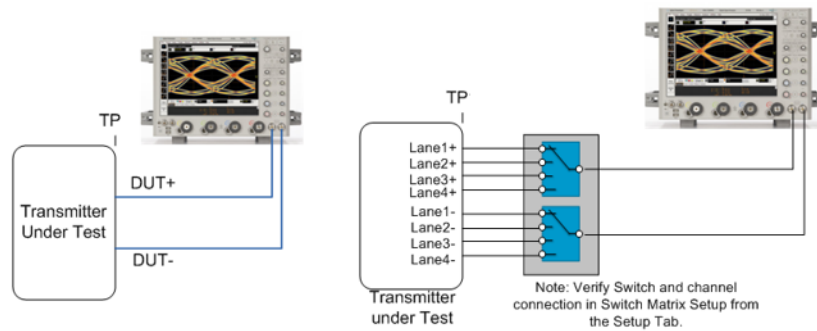 TP
DUT+
Transmitter
Under Test
DUT-
TP
Lane1+
Lane2+
Lane3+
Lane4+
Lane1-
Lane2-
Lane3-
Lane4-
Transmitter
under Test
Note: Verify Switch and channel
connection in Switch Matrix Setup from
the Setup Tab.